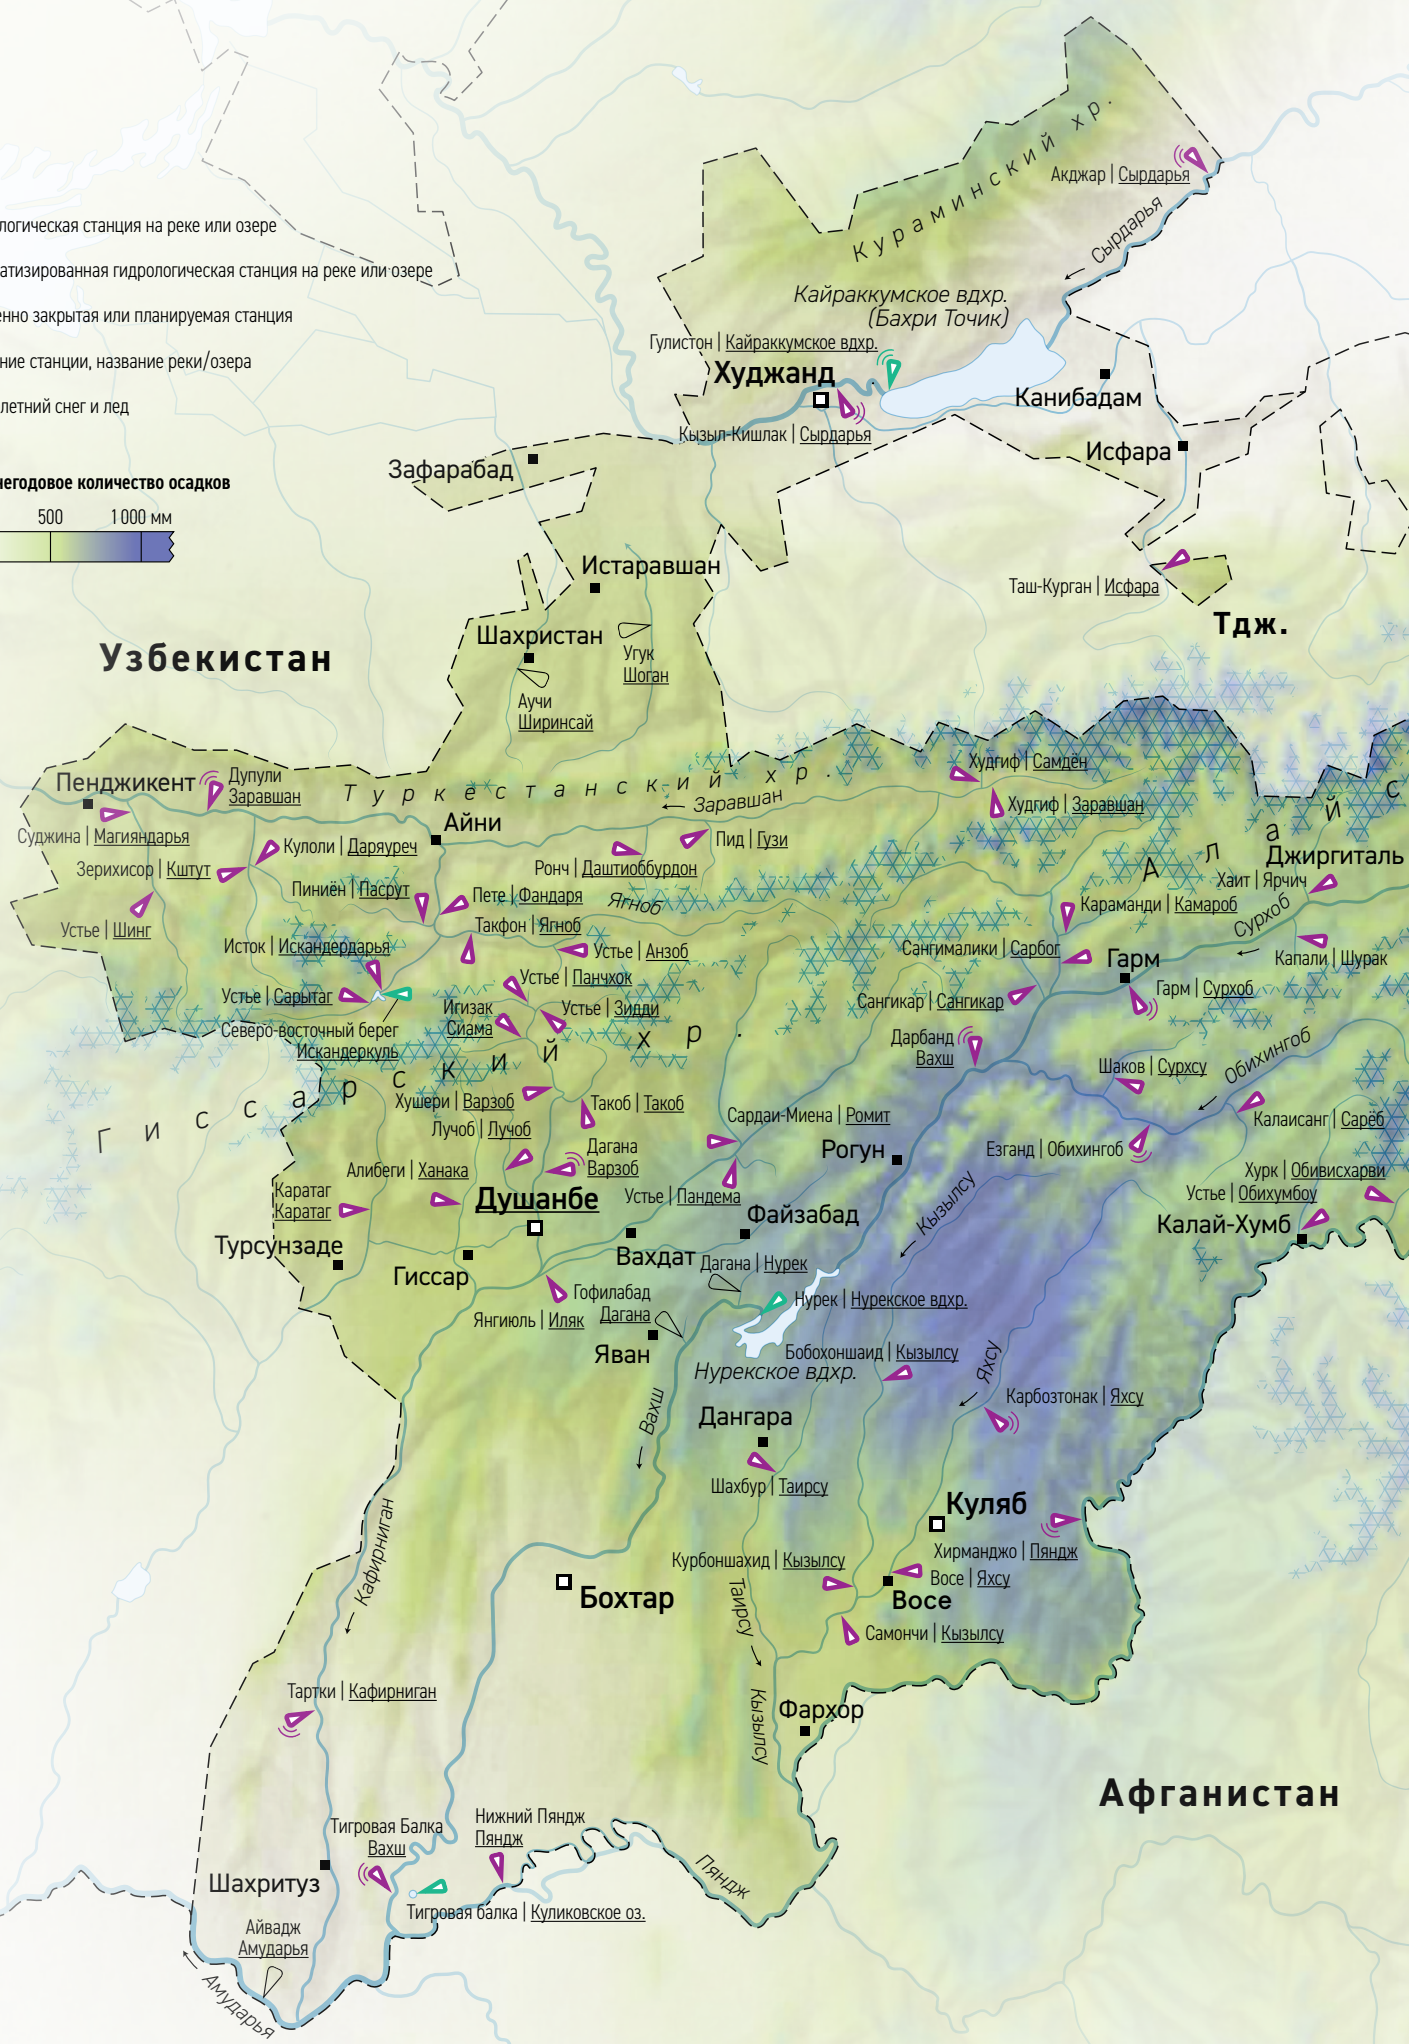 логическая станция на реке или озере
атизированная гидрологическая станция на реке или озере
енно закрытая или планируемая станция
ние станции, название реки/озера
летний снег и лед
негодовое количество осадков
500 1 000 мм
Кураминский хр.
Акджар | Сырдарья
Сырдарья
Кайраккумское вдхр.
(Бахри Точик)
Гулистон | Кайраккумское вдхр.
Худжанд
Канибадам
Кызыл-Кишлак | Сырдарья
Исфара
Зафарабад
Истаравшан
Таш-Курган | Исфара
Тдж.
Шахристан
Угук
Шоган
Узбекистан
Аучи
Ширинсай
Пенджикент
Дупули
Заравшан
Туркестанский хр.
Заравшан
Худгиф | Самдён
Худгиф | Заравшан
Алайс
Суджина | Магияндарья
Айни
Кулоли | Даряуреч
Пид | Гузи
Джиргиталь
Зерихисор | Кштут
Ронч | Даштиоббурдон
Хаит | Ярчич
Пиниён | Пасрут
Пете | Фандаря
Ягноб
Караманди | Камароб
Сурхоб
Устье | Шинг
Такфон | Ягноб
Исток | Искандердарья
Устье | Анзоб
Сангималики | Сарбог
Гарм
Капали | Шурак
Устье | Панчхок
Устье | Сарытаг
Игизак
Сиама
Устье | Зидди
Сангикар | Сангикар
Гарм | Сурхоб
Северо-восточный берег
Искандеркуль
Дарбанд
Вахш
Гиссарский хр.
Шаков | Сурхсу
Обихингоб
Хушери | Варзоб
Такоб | Такоб
Сардаи-Миена | Ромит
Калаисанг | Сарёб
Лучоб | Лучоб
Дагана
Варзоб
Рогун
Езганд | Обихингоб
Алибеги | Ханака
Хурк | Обивисхарви
Каратаг
Каратаг
Душанбе
Устье | Пандема
Кызылсу
Устье | Обихумбоу
Файзабад
Калай-Хумб
Турсунзаде
Вахдат
Гиссар
Дагана | Нурек
Гофилабад
Дагана
Нурек | Нурекское вдхр.
Янгиюль | Иляк
Яван
Бобохоншаид | Кызылсу
Нурекское вдхр.
Яхсу
Вахш
Карбозтонак | Яхсу
Дангара
Шахбур | Таирсу
Куляб
Кафирниган
Хирманджо | Пяндж
Курбоншахид | Кызылсу
Восе | Яхсу
Таирсу
Бохтар
Восе
Самончи | Кызылсу
Тартки | Кафирниган
Кызылсу
Фархор
Афганистан
Тигровая Балка
Вахш
Нижний Пяндж
Пяндж
Пяндж
Шахритуз
Тигровая балка | Куликовское оз.
Айвадж
Амударья
Амударья